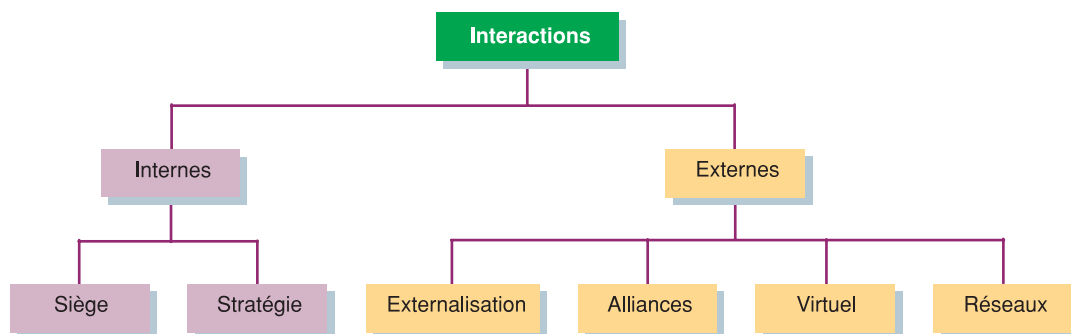 Interactions
Internes
Externes
Siège
Stratégie
Externalisation
Alliances
Virtuel
Réseaux